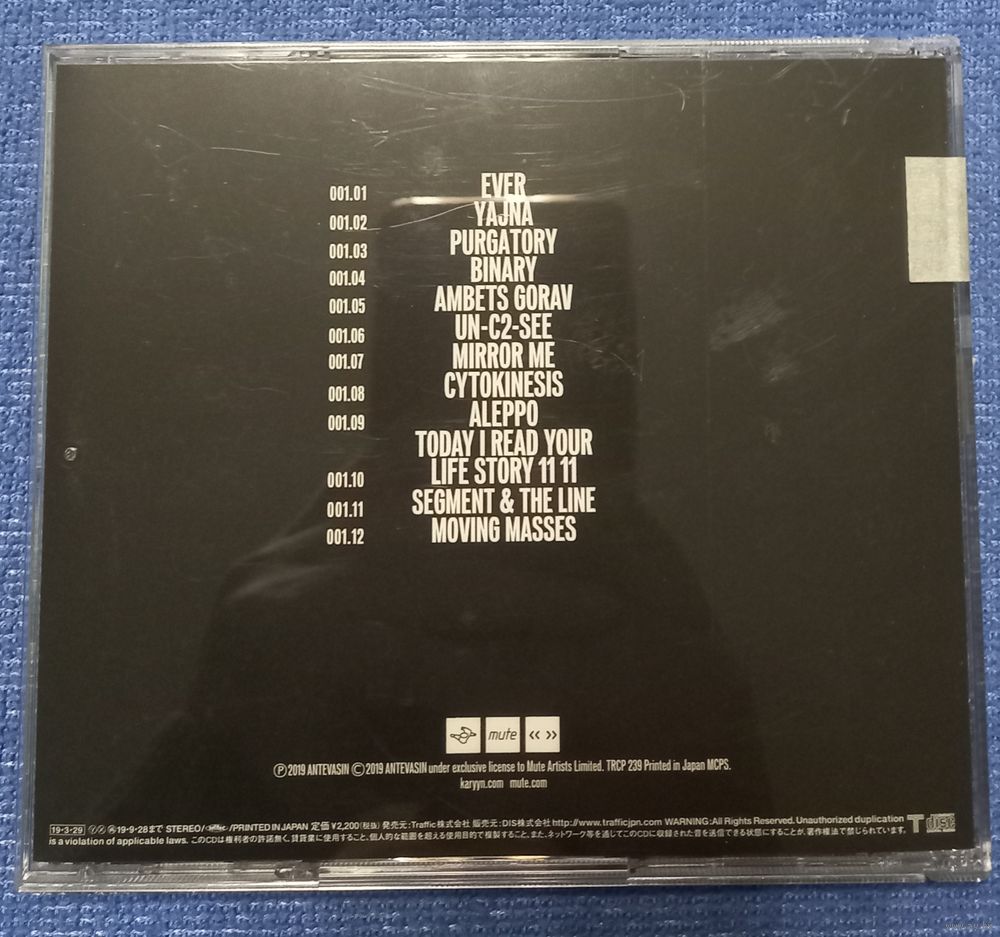 001.01 EVER
001.02 YAJNA
001.03 PURGATORY
001.04 BINARY
001.05 AMBETS GORAV
001.06 UN-C2-SEE
001.07 MIRROR ME
001.08 CYTOKINESIS
001.09 ALEPPO
TODAY I READ YOUR
001.10 LIFE STORY 11 11
001.11 SEGMENT & THE LINE
001.12 MOVING MASSES
mute
Ⓟ 2019 ANTEVASIN Ⓒ 2019 ANTEVASIN under exclusive license to Mute Artists Limited. TRCP 239 Printed in Japan MCPS.
karyyn.com mute.com
19・3・29 19・9・28まで STEREO/ /PRINTED IN JAPAN 定価¥2,200(税抜) 発売元:Traffic株式会社 販売元:DIS株式会社 http://www.trafficjpn.com WARNING:All Rights Reserved. Unauthorized duplication
is a violation of applicable laws. このCDは権利者の許諾無く、賃貸業に使用すること、個人的な範囲を超える使用目的で複製すること、また、ネットワーク等を通じてこのCDに収録された音を送信できる状態にすることが、著作権法で禁じられています。
T disc